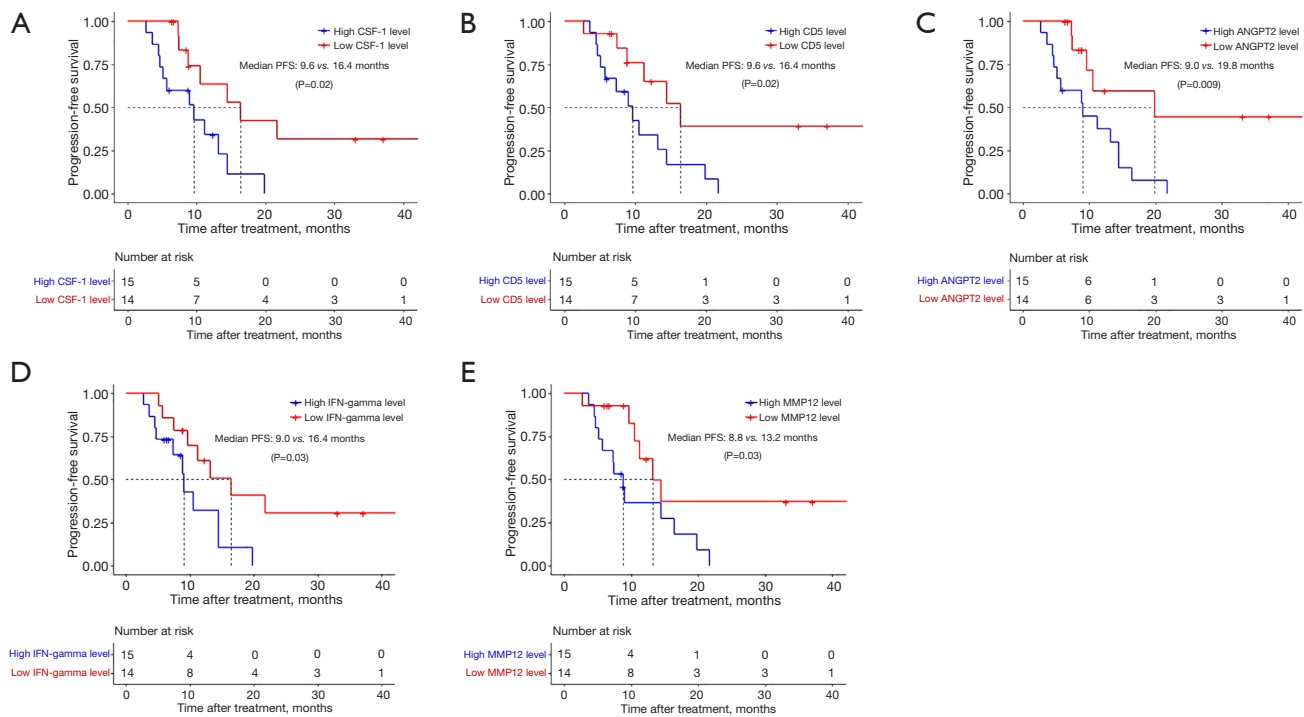 A
1.00
0.75
0.50
0.25
0.00
Progression-free survival
High CSF-1 level
Low CSF-1 level
Median PFS: 9.6 vs. 16.4 months
(P=0.02)
0 10 20 30 40
Time after treatment, months
Number at risk
High CSF-1 level 15 5 0 0 0
Low CSF-1 level 14 7 4 3 1
0 10 20 30 40
Time after treatment, months
B
1.00
0.75
0.50
0.25
0.00
Progression-free survival
High CD5 level
Low CD5 level
Median PFS: 9.6 vs. 16.4 months
(P=0.02)
0 10 20 30 40
Time after treatment, months
Number at risk
High CD5 level 15 5 1 0 0
Low CD5 level 14 7 3 3 1
0 10 20 30 40
Time after treatment, months
C
1.00
0.75
0.50
0.25
0.00
Progression-free survival
High ANGPT2 level
Low ANGPT2 level
Median PFS: 9.0 vs. 19.8 months
(P=0.009)
0 10 20 30 40
Time after treatment, months
Number at risk
High ANGPT2 level 15 6 1 0 0
Low ANGPT2 level 14 6 3 3 1
0 10 20 30 40
Time after treatment, months
D
1.00
0.75
0.50
0.25
0.00
Progression-free survival
High IFN-gamma level
Low IFN-gamma level
Median PFS: 9.0 vs. 16.4 months
(P=0.03)
0 10 20 30 40
Time after treatment, months
Number at risk
High IFN-gamma level 15 4 0 0 0
Low IFN-gamma level 14 8 4 3 1
0 10 20 30 40
Time after treatment, months
E
1.00
0.75
0.50
0.25
0.00
Progression-free survival
High MMP12 level
Low MMP12 level
Median PFS: 8.8 vs. 13.2 months
(P=0.03)
0 10 20 30 40
Time after treatment, months
Number at risk
High MMP12 level 15 4 1 0 0
Low MMP12 level 14 8 3 3 1
0 10 20 30 40
Time after treatment, months